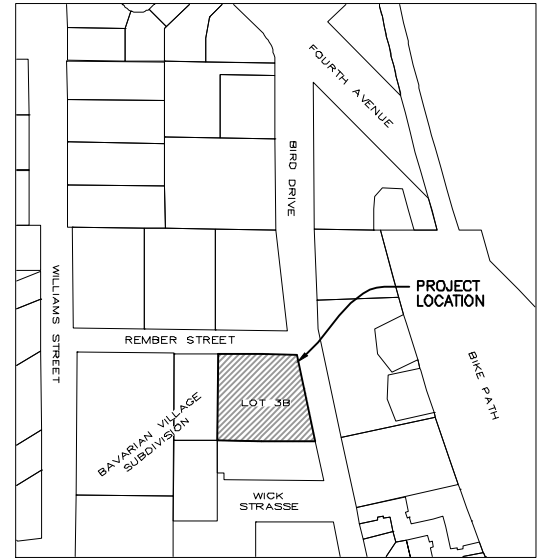 FOURTH AVENUE
BIRD DRIVE
WILLIAMS STREET
PROJECT
LOCATION
REMBER STREET
BIKE PATH
LOT 3B
BAVARIAN VILLAGE
SUBDIVISION
WICK
STRASSE